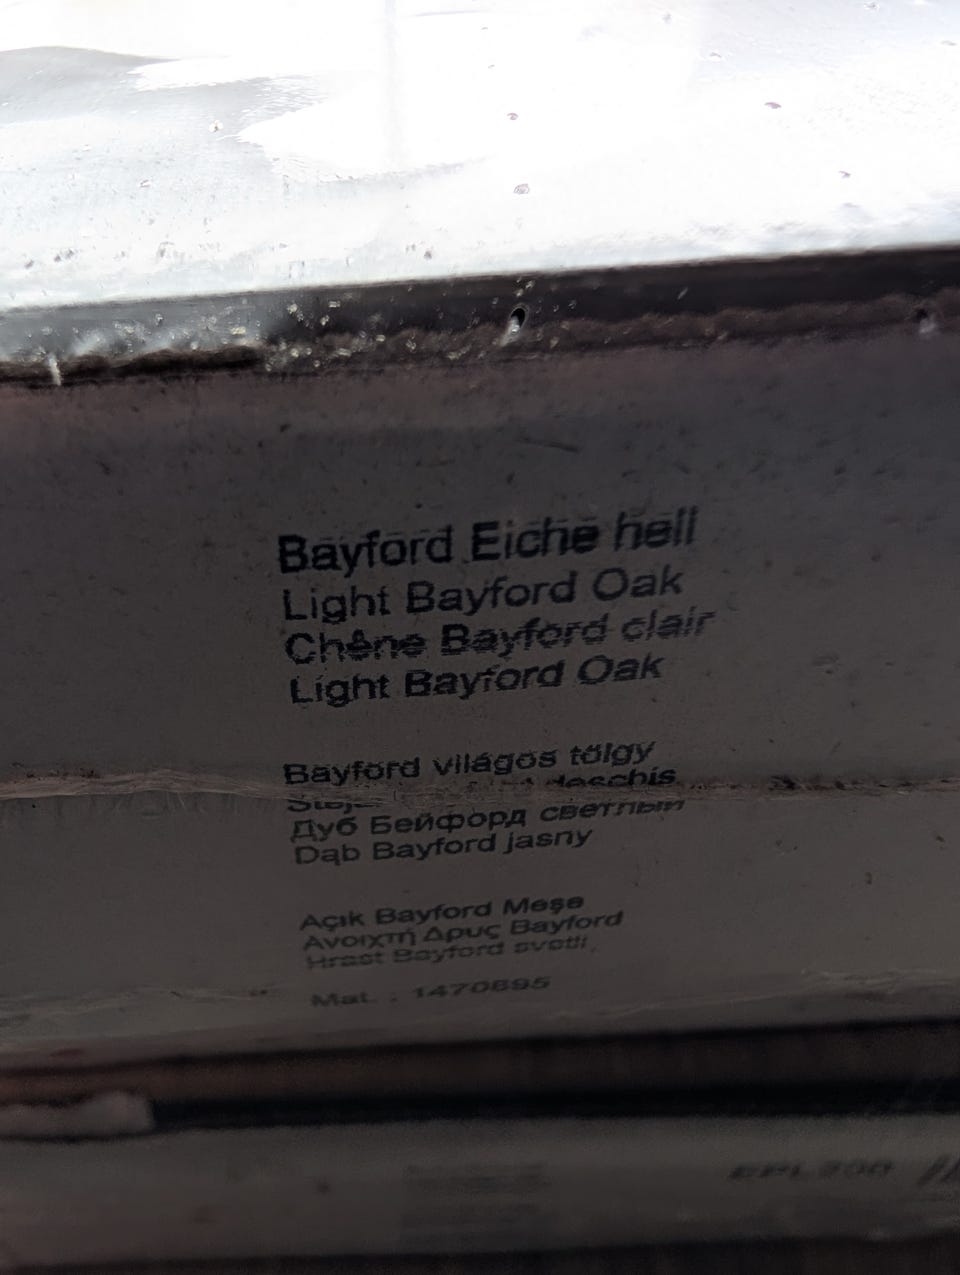 Bayford Eiche hell
Light Bayford Oak
Chêne Bayford clair
Light Bayford Oak
Bayford világos tölgy
deschis
Дуб Бейфорд светлый
Dąb Bayford jasny
Açık Bayford Meşe
Ανοιχτή Δρυς Bayford
Hrast Bayford svetli,
Mat. : 1470895